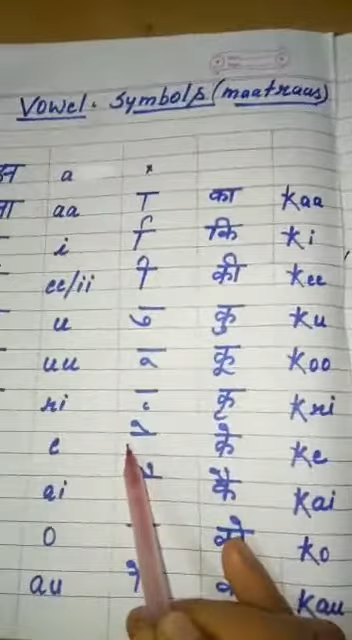 Vowel. Symbols (maatraas)
a ×
aa ा का Kaa
i ि कि Ki
ee/ii ी की Kee
u ु कु Ku
uu ू कू Koo
ri ृ कृ Kri
e े के Ke
ai ै कै Kai
o Ko
au Kau